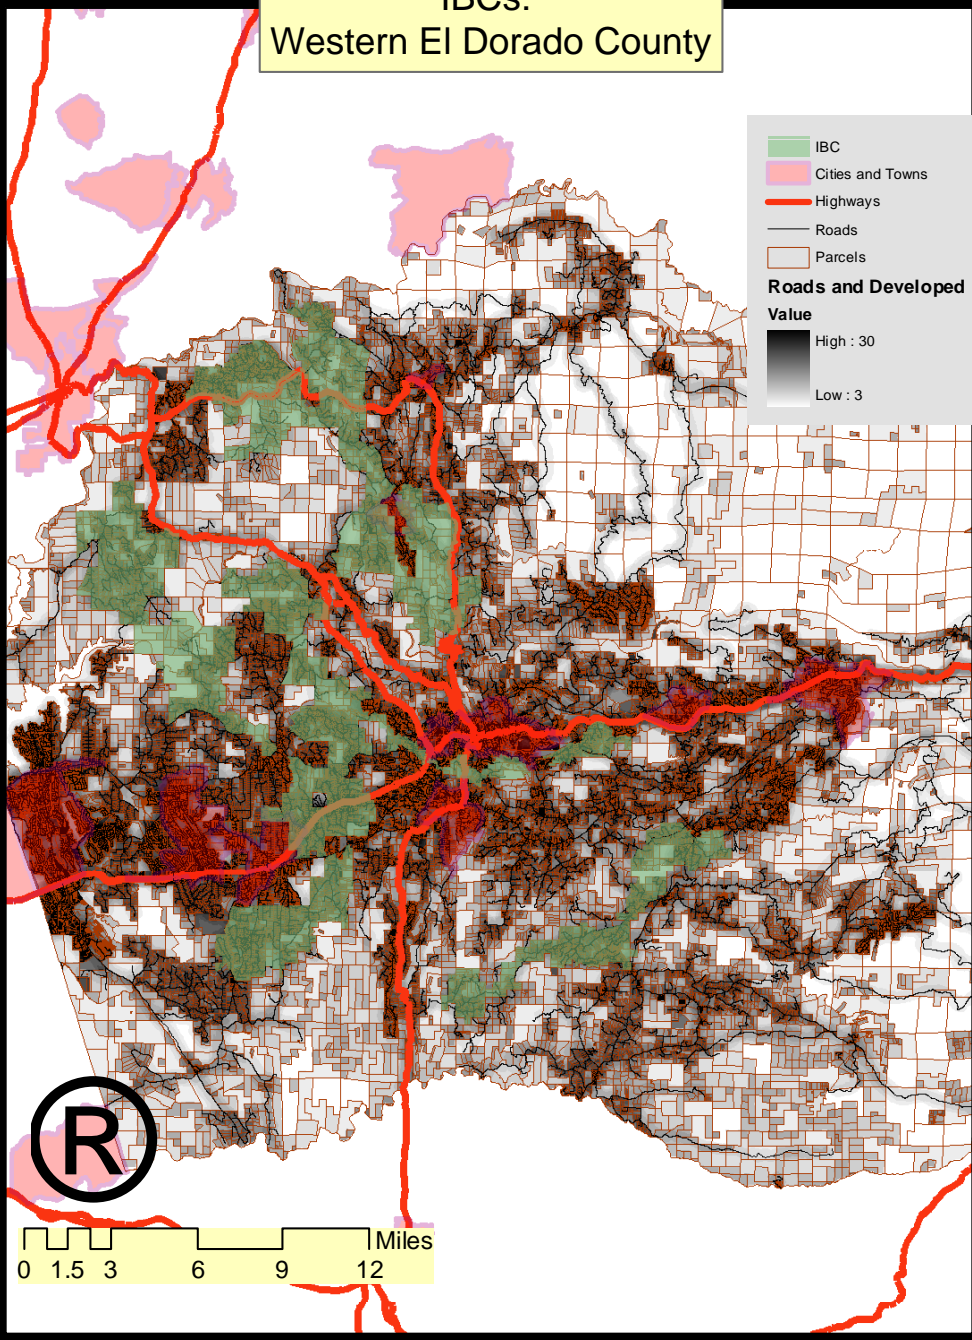 IBCs:
Western El Dorado County
IBC
Cities and Towns
Highways
Roads
Parcels
Roads and Developed
Value
High : 30
Low : 3
R
Miles
0 1.5 3 6 9 12